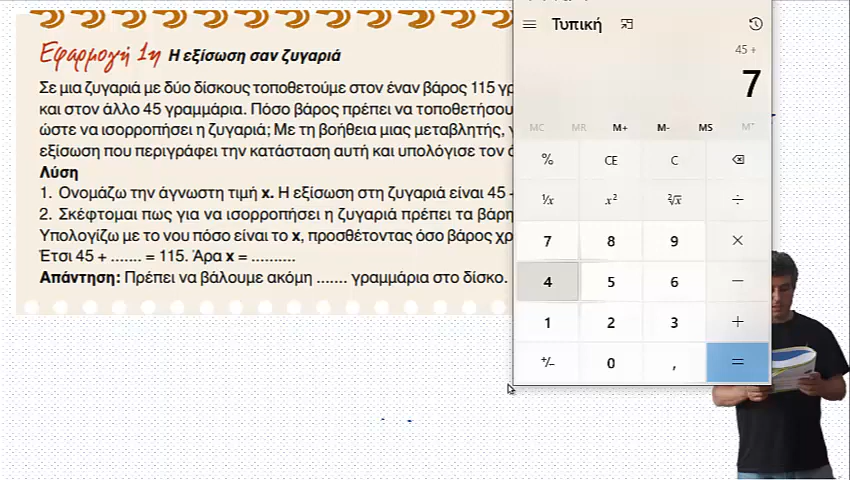 Εφαρμογή 1η Η εξίσωση σαν ζυγαριά
Σε μια ζυγαριά με δύο δίσκους τοποθετούμε στον έναν βάρος 115 γρ
και στον άλλο 45 γραμμάρια. Πόσο βάρος πρέπει να τοποθετήσου
ώστε να ισορροπήσει η ζυγαριά; Με τη βοήθεια μιας μεταβλητής, γ
εξίσωση που περιγράφει την κατάσταση αυτή και υπολόγισε τον ό
Λύση
1. Ονομάζω την άγνωστη τιμή x. Η εξίσωση στη ζυγαριά είναι 45 +
2. Σκέφτομαι πως για να ισορροπήσει η ζυγαριά πρέπει τα βάρη
Υπολογίζω με το νου πόσο είναι το x, προσθέτοντας όσο βάρος χρ
Έτσι 45 + ....... = 115. Άρα x = ..........
Απάντηση: Πρέπει να βάλουμε ακόμη ....... γραμμάρια στο δίσκο.
Τυπική
45 +
7
MC MR M+ M- MS M˅
% CE C ⌫
¹/x x² ²√x ÷
7 8 9 ×
4 5 6 −
1 2 3 +
+/− 0 , =